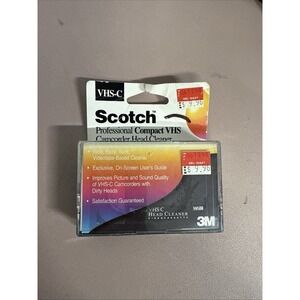 VHS-C
Scotch
Professional Compact VHS
Camcorder Head Cleaner
Videotape-Based Cleaner
• Exclusive, On-Screen User's Guide
• Improves Picture and Sound Quality
of VHS-C Camcorders with
Dirty Heads
• Satisfaction Guaranteed
VHS-C
HEAD CLEANER
VIDEOCASSETTE
3M